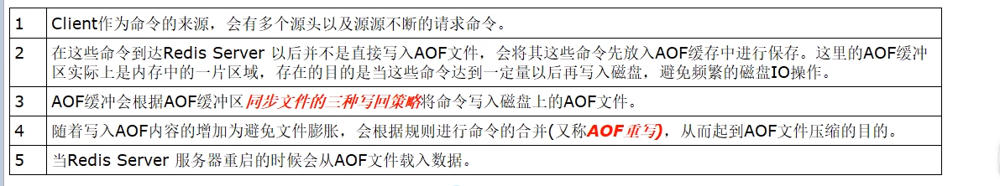 1 Client作为命令的来源，会有多个源头以及源源不断的请求命令。
2 在这些命令到达Redis Server 以后并不是直接写入AOF文件，会将其这些命令先放入AOF缓存中进行保存。这里的AOF缓冲
区实际上是内存中的一片区域，存在的目的是当这些命令达到一定量以后再写入磁盘，避免频繁的磁盘IO操作。
3 AOF缓冲会根据AOF缓冲区同步文件的三种写回策略将命令写入磁盘上的AOF文件。
4 随着写入AOF内容的增加为避免文件膨胀，会根据规则进行命令的合并(又称AOF重写)，从而起到AOF文件压缩的目的。
5 当Redis Server 服务器重启的时候会从AOF文件载入数据。